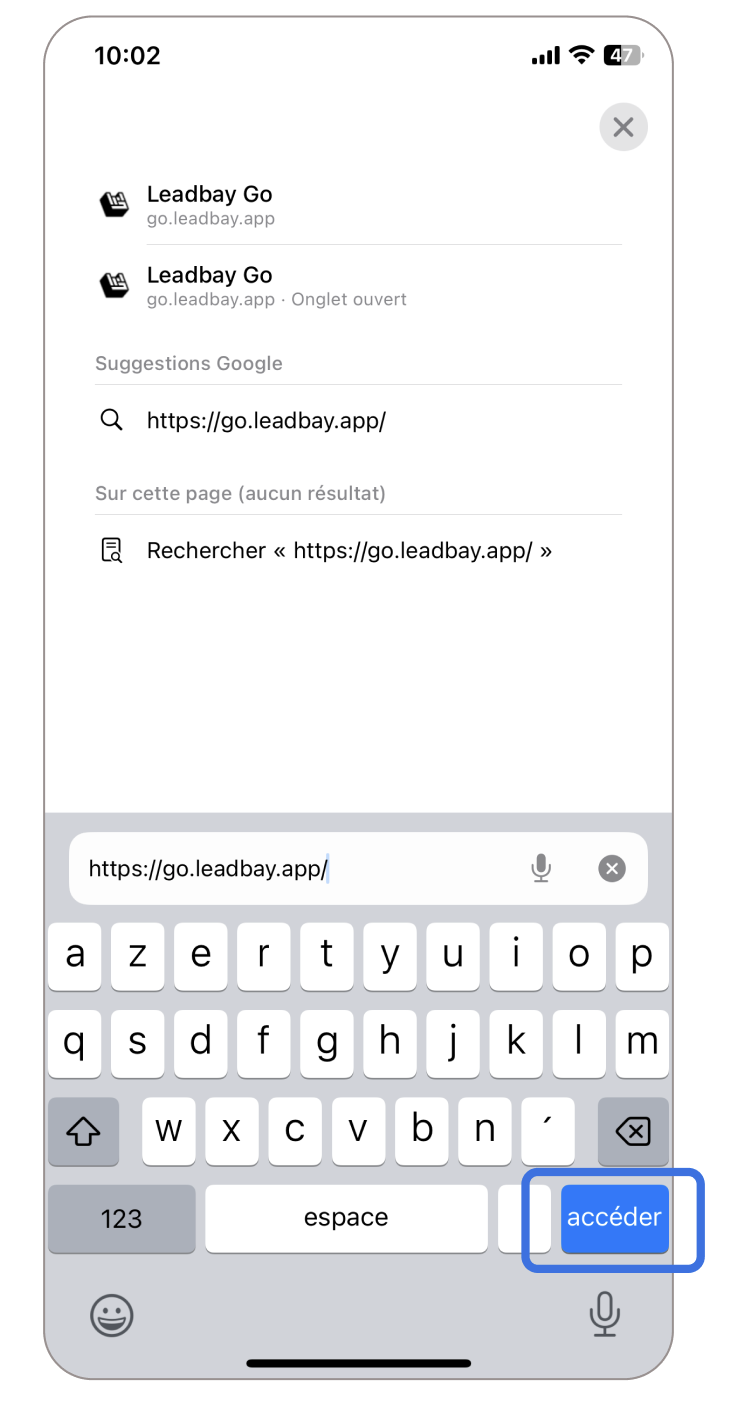 10:02
47
Leadbay Go
go.leadbay.app
Leadbay Go
go.leadbay.app · Onglet ouvert
Suggestions Google
https://go.leadbay.app/
Sur cette page (aucun résultat)
Rechercher « https://go.leadbay.app/ »
https://go.leadbay.app/
a z e r t y u i o p
q s d f g h j k l m
w x c v b n ´
123 espace accéder